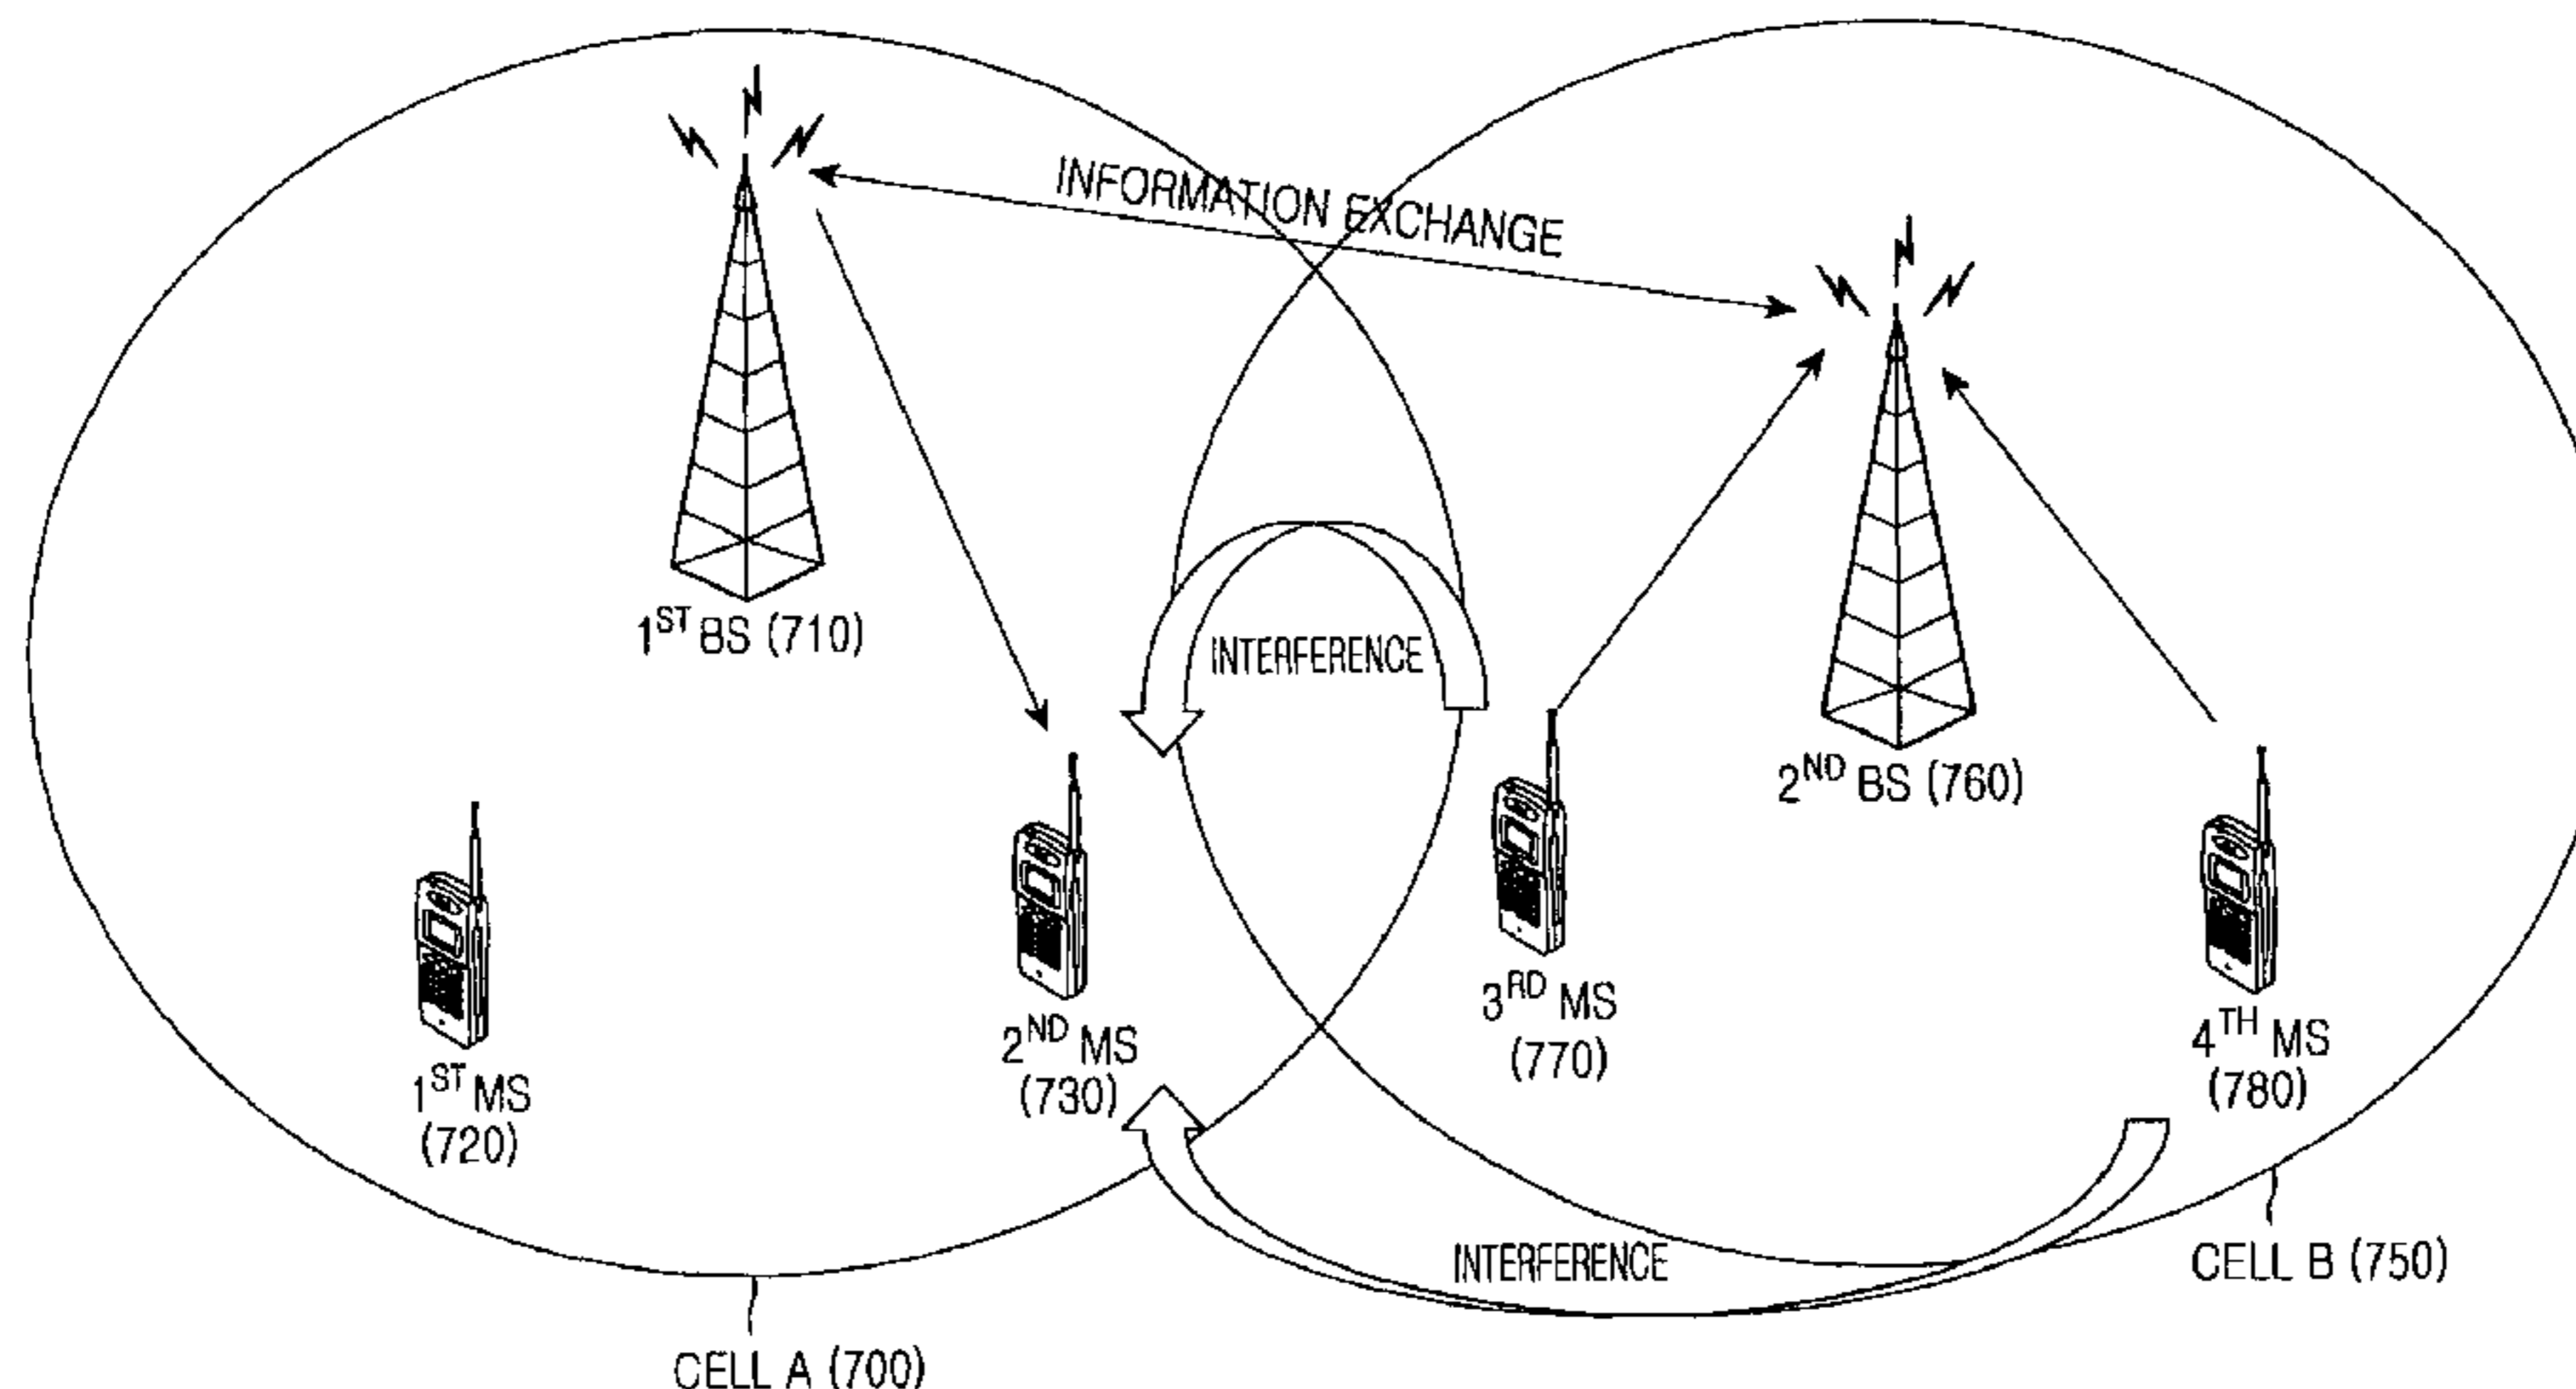 INFORMATION EXCHANGE
1ST BS (710)
INTERFERENCE
2ND BS (760)
1ST MS
(720)
2ND MS
(730)
3RD MS
(770)
4TH MS
(780)
INTERFERENCE
CELL B (750)
CELL A (700)